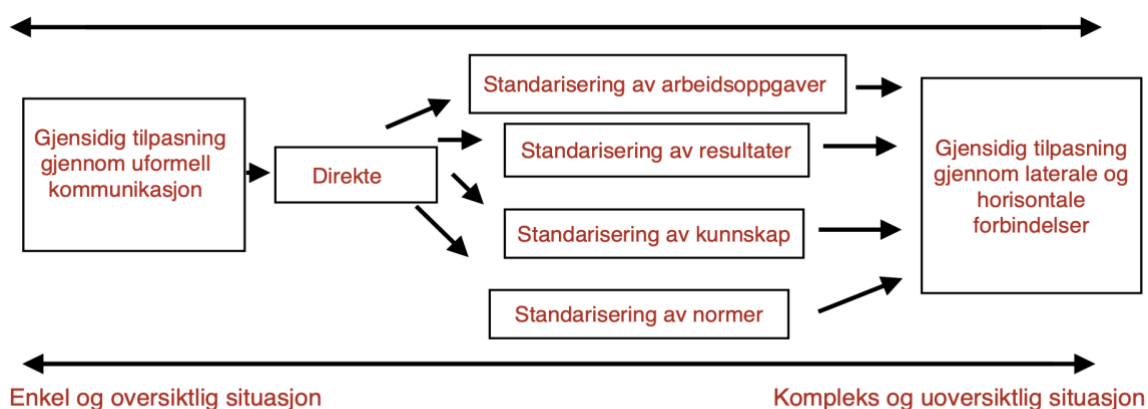 Gjensidig tilpasning
gjennom uformell
kommunikasjon
Direkte
Standarisering av arbeidsoppgaver
Standarisering av resultater
Standarisering av kunnskap
Standarisering av normer
Gjensidig tilpasning
gjennom laterale og
horisontale
forbindelser
Enkel og oversiktlig situasjon
Kompleks og uoversiktlig situasjon